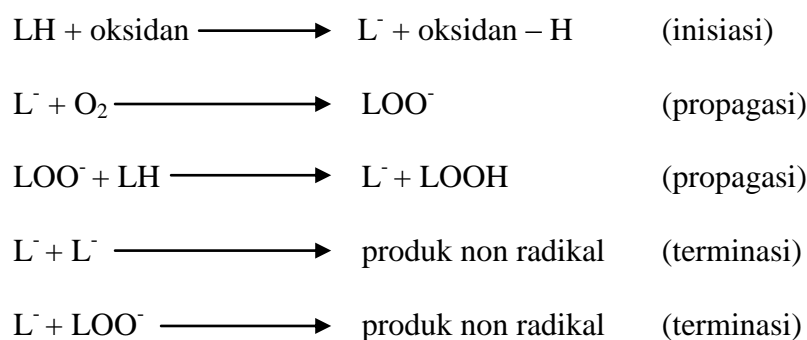 LH + oksidan ⟶ L⁻ + oksidan – H (inisiasi)
L⁻ + O₂ ⟶ LOO⁻ (propagasi)
LOO⁻ + LH ⟶ L⁻ + LOOH (propagasi)
L⁻ + L⁻ ⟶ produk non radikal (terminasi)
L⁻ + LOO⁻ ⟶ produk non radikal (terminasi)